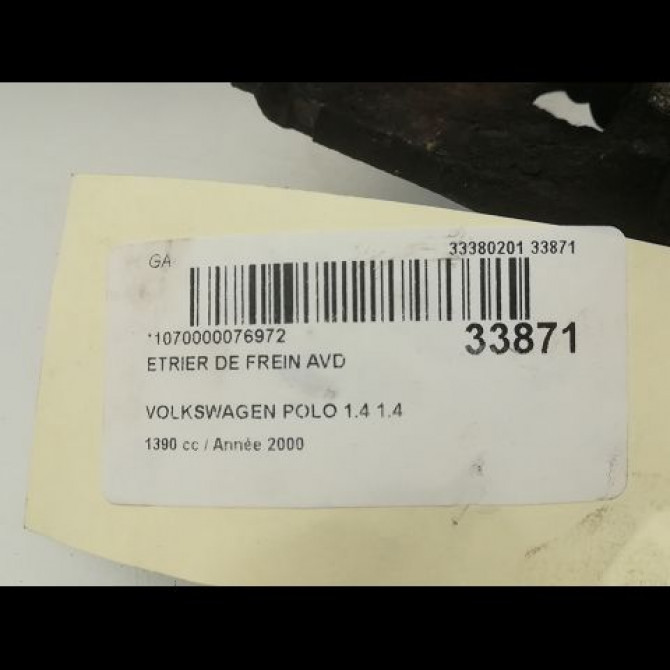 GA
33380201 33871
*1070000076972
33871
ETRIER DE FREIN AVD
VOLKSWAGEN POLO 1.4 1.4
1390 cc / Année 2000